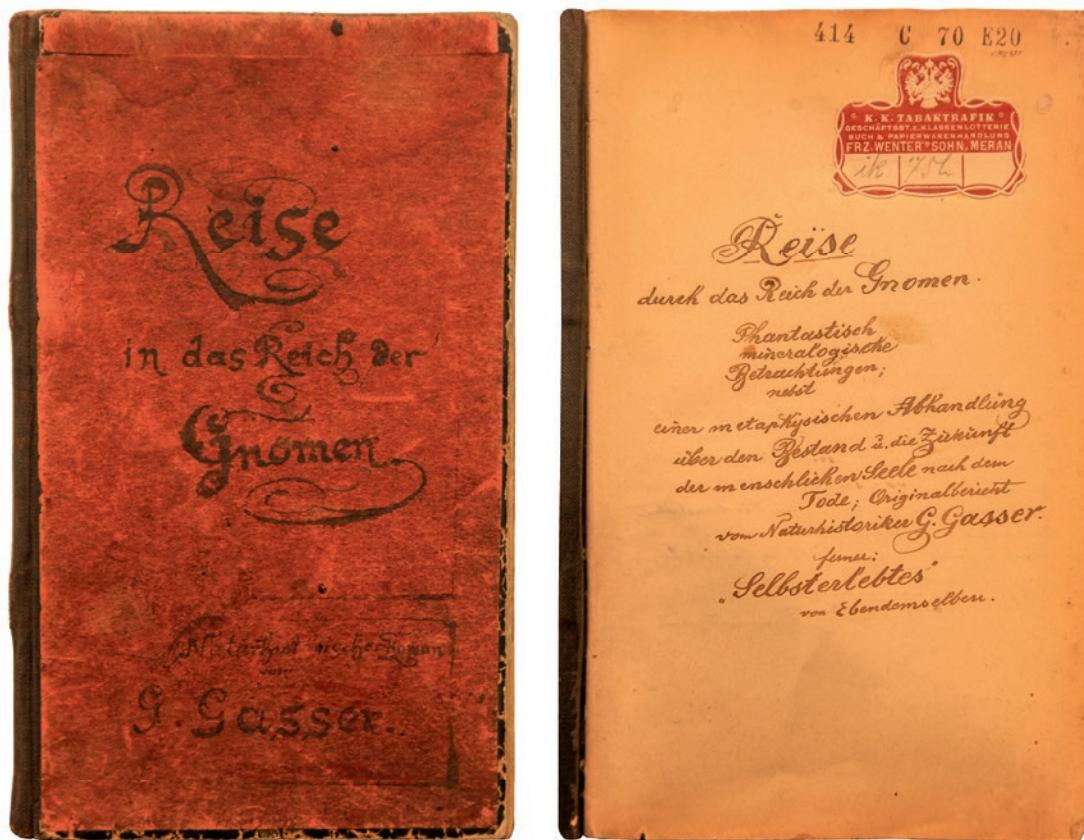 Reise
in das Reich der
Gnomen.
von
G. Gasser.
414 C 70 E20
K. K. TABAKTRAFIK
GESCHÄFTSST. D. KLASSENLOTTERIE
BUCH & PAPIERWARENHANDLUNG
FRZ. WENTER'S SOHN, MERAN
Reise
durch das Reich der Gnomen.
Phantastisch
mineralogische
Betrachtungen;
nebst
einer metaphysischen Abhandlung
über den Bestand u. die Zukunft
der menschlichen Seele nach dem
Tode; Originalbericht
vom Naturhistoriker G. Gasser.
ferner:
"Selbsterlebtes"
von Ebendemselben.